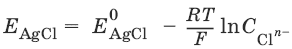 E_AgCl = E^0_AgCl − RT/F ln C_Cl^n−